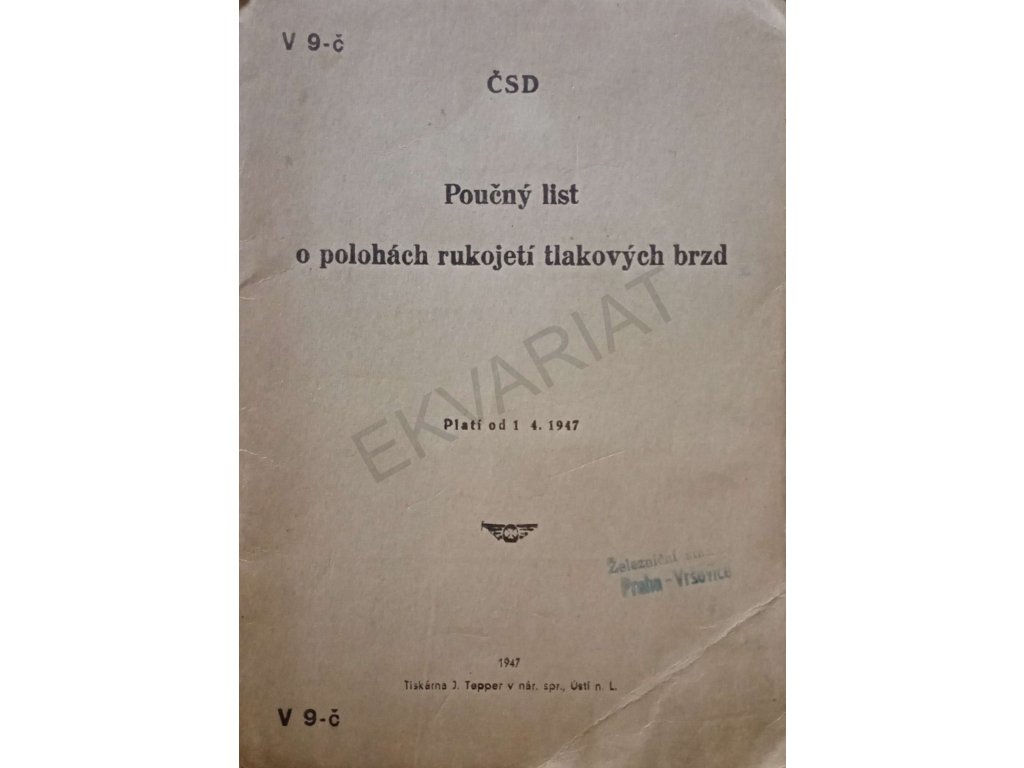 V 9-č
ČSD
Poučný list
o polohách rukojetí tlakových brzd
EKVARIAT
Platí od 1 4. 1947
Železniční
Praha - Vršovice
1947
Tiskárna J. Tepper v nár. spr., Ústí n. L.
V 9-č